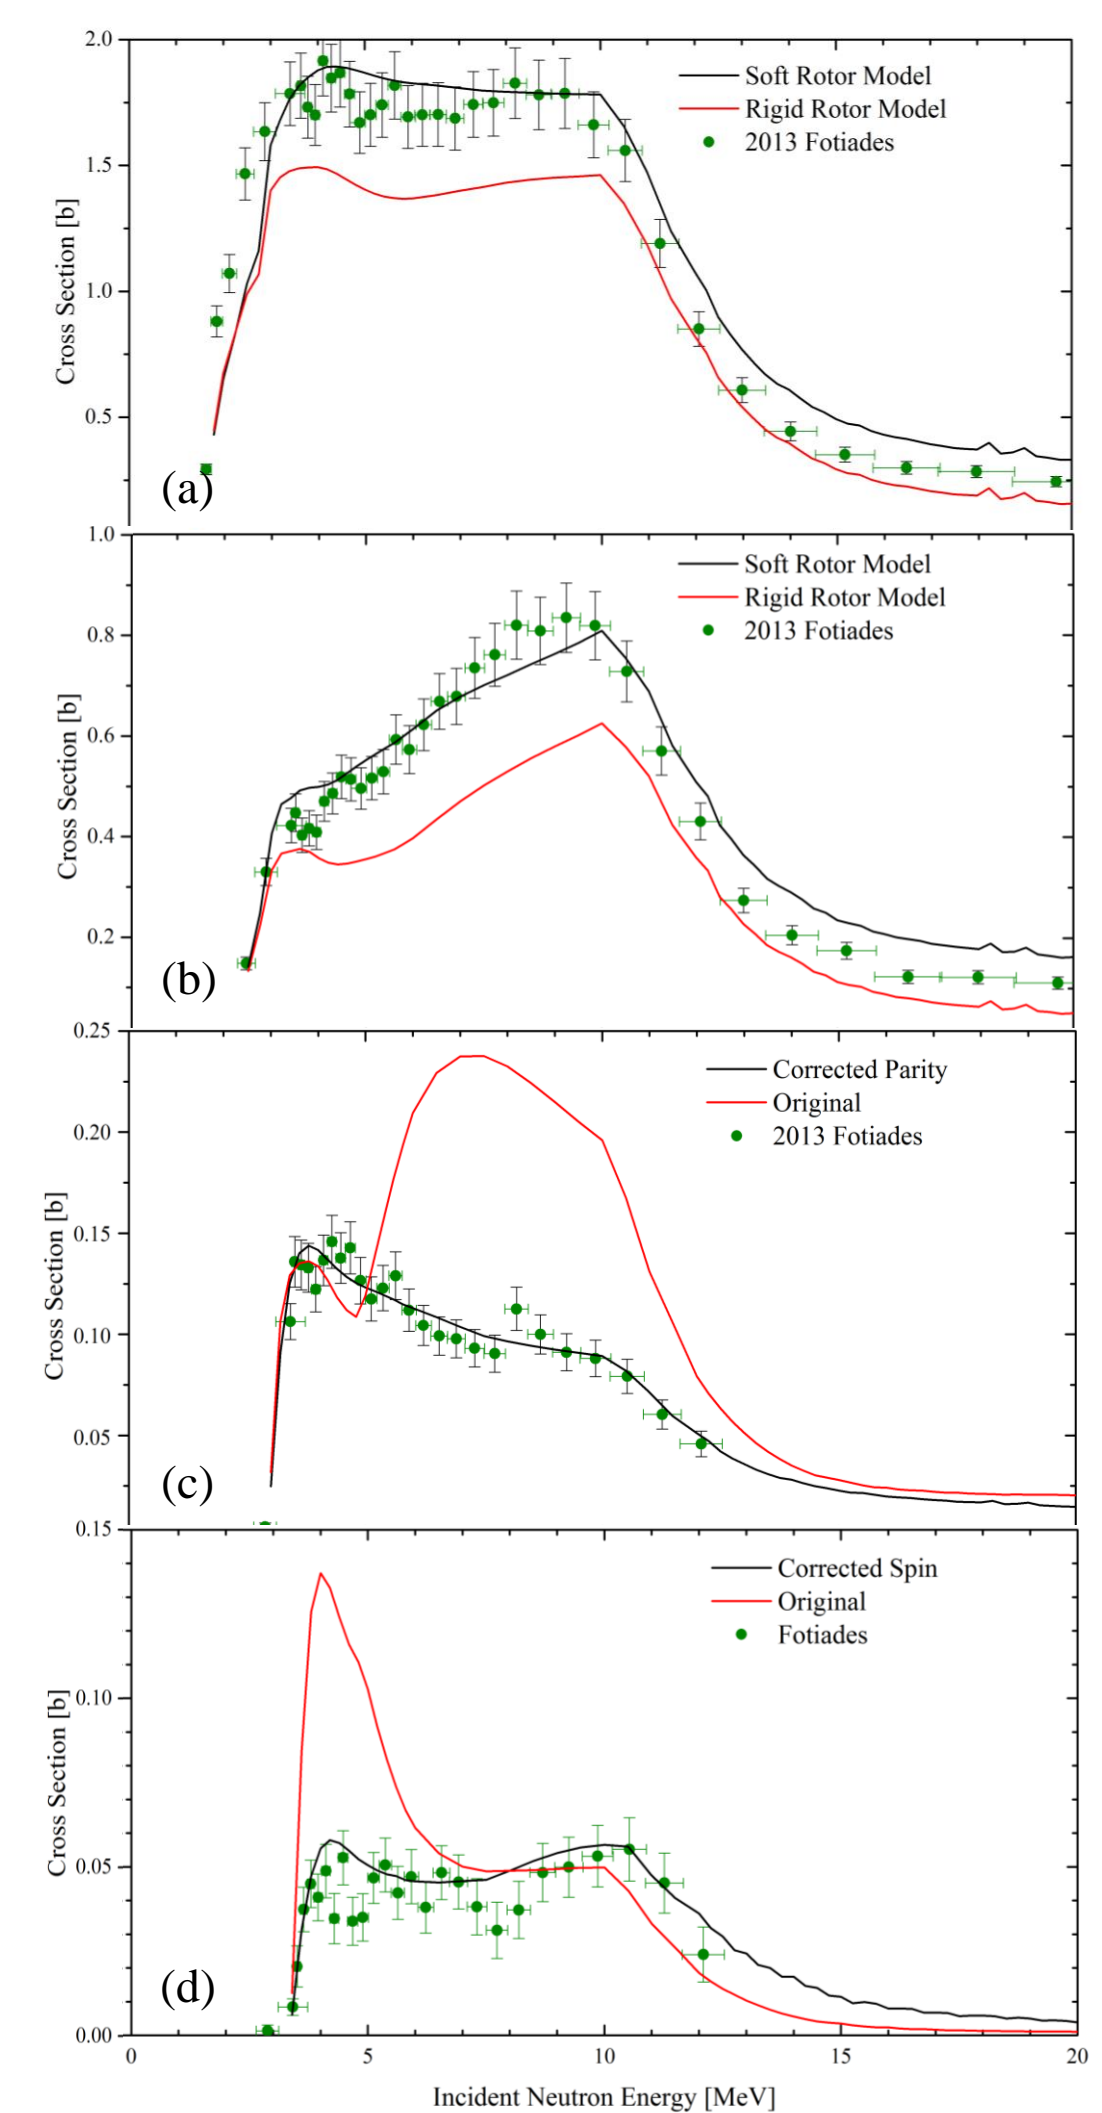 2.0
Soft Rotor Model
Rigid Rotor Model
2013 Fotiades
1.5
Cross Section [b]
1.0
0.5
(a)
1.0
Soft Rotor Model
Rigid Rotor Model
2013 Fotiades
0.8
Cross Section [b]
0.6
0.4
0.2
(b)
0.25
Corrected Parity
Original
2013 Fotiades
0.20
Cross Section [b]
0.15
0.10
0.05
(c)
0.15
Corrected Spin
Original
Fotiades
Cross Section [b]
0.10
0.05
(d)
0.00
0 5 10 15 20
Incident Neutron Energy [MeV]